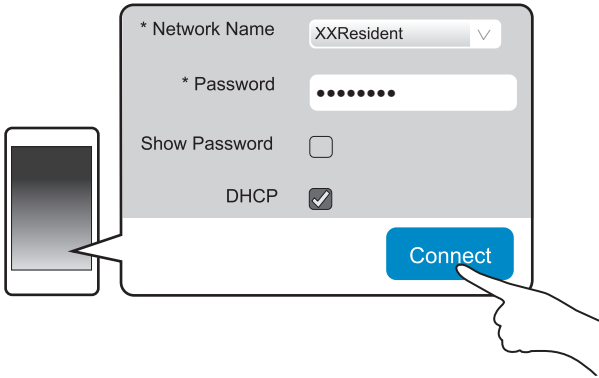 * Network Name XXResident
* Password ••••••••
Show Password
DHCP
Connect